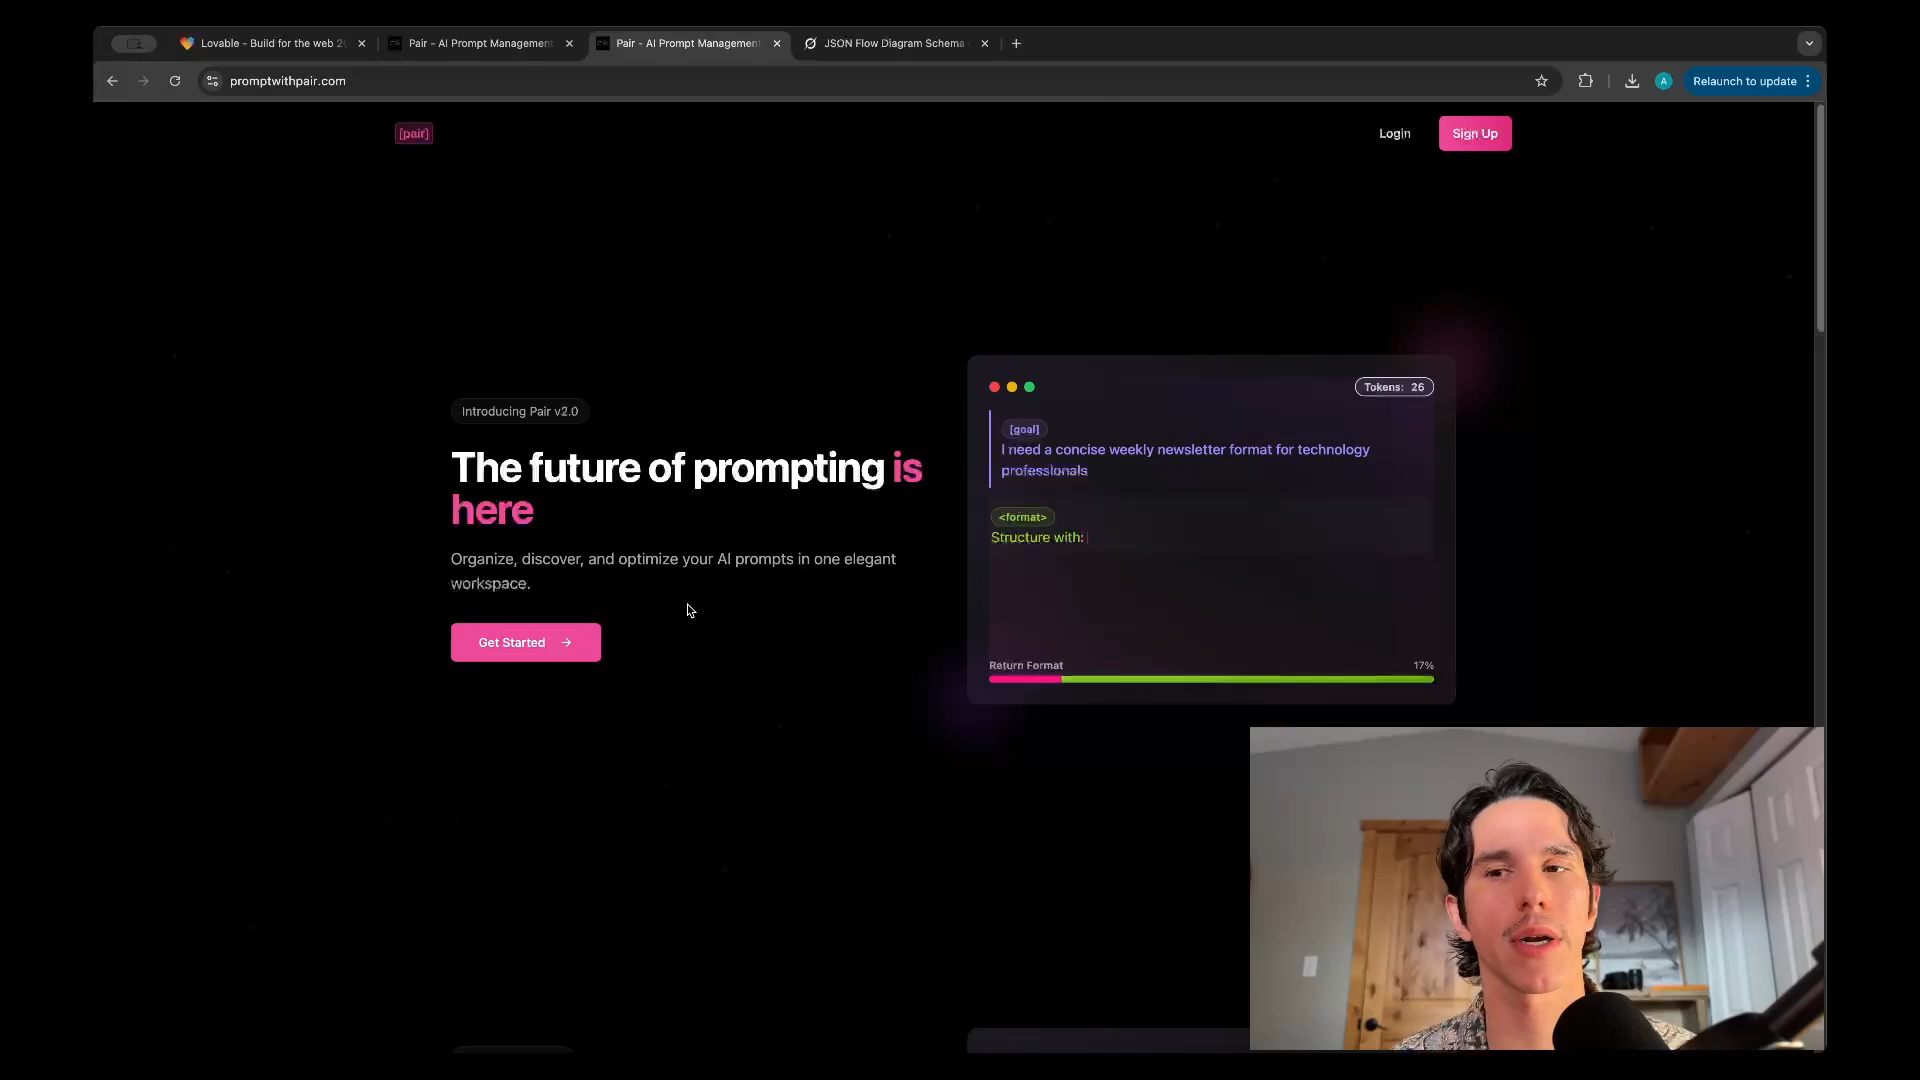 Lovable - Build for the web 2
Pair - AI Prompt Management
Pair - AI Prompt Management
JSON Flow Diagram Schema
promptwithpair.com
A
Relaunch to update
[pair]
Login
Sign Up
Introducing Pair v2.0
The future of prompting is
here
Organize, discover, and optimize your AI prompts in one elegant
workspace.
Get Started →
Tokens: 26
[goal]
I need a concise weekly newsletter format for technology
professionals
<format>
Structure with:
Return Format
17%